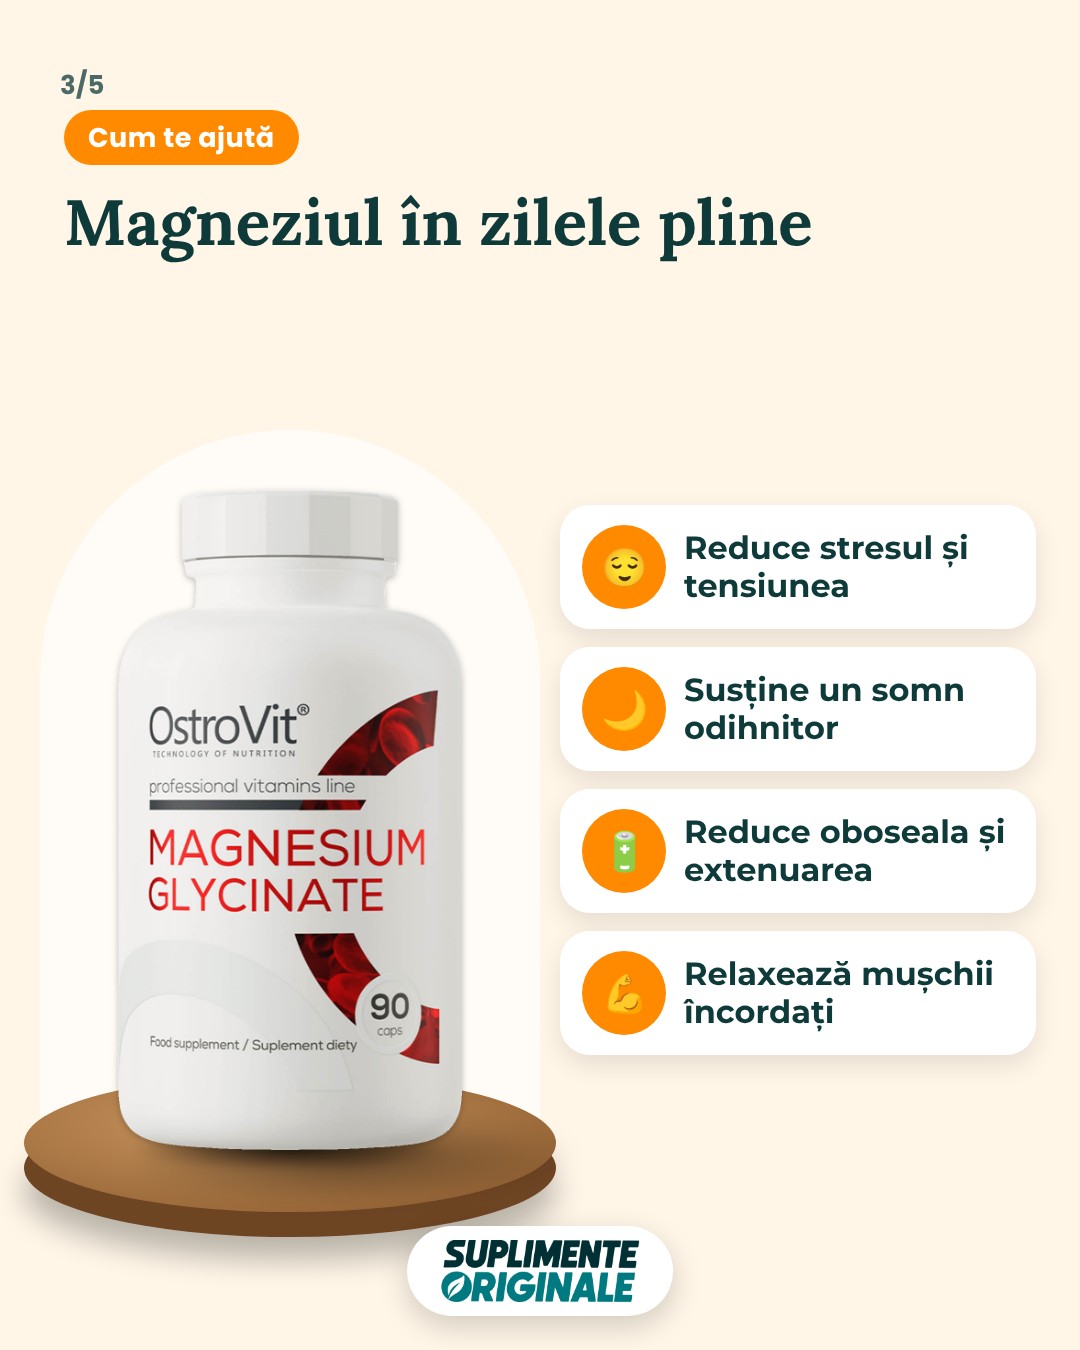 3/5
Cum te ajută
Magneziul în zilele pline
OstroVit®
TECHNOLOGY OF NUTRITION
professional vitamins line
MAGNESIUM
GLYCINATE
90
caps
Food supplement / Suplement diety
Reduce stresul și
tensiunea
Susține un somn
odihnitor
Reduce oboseala și
extenuarea
Relaxează mușchii
încordați
SUPLIMENTE
ORIGINALE